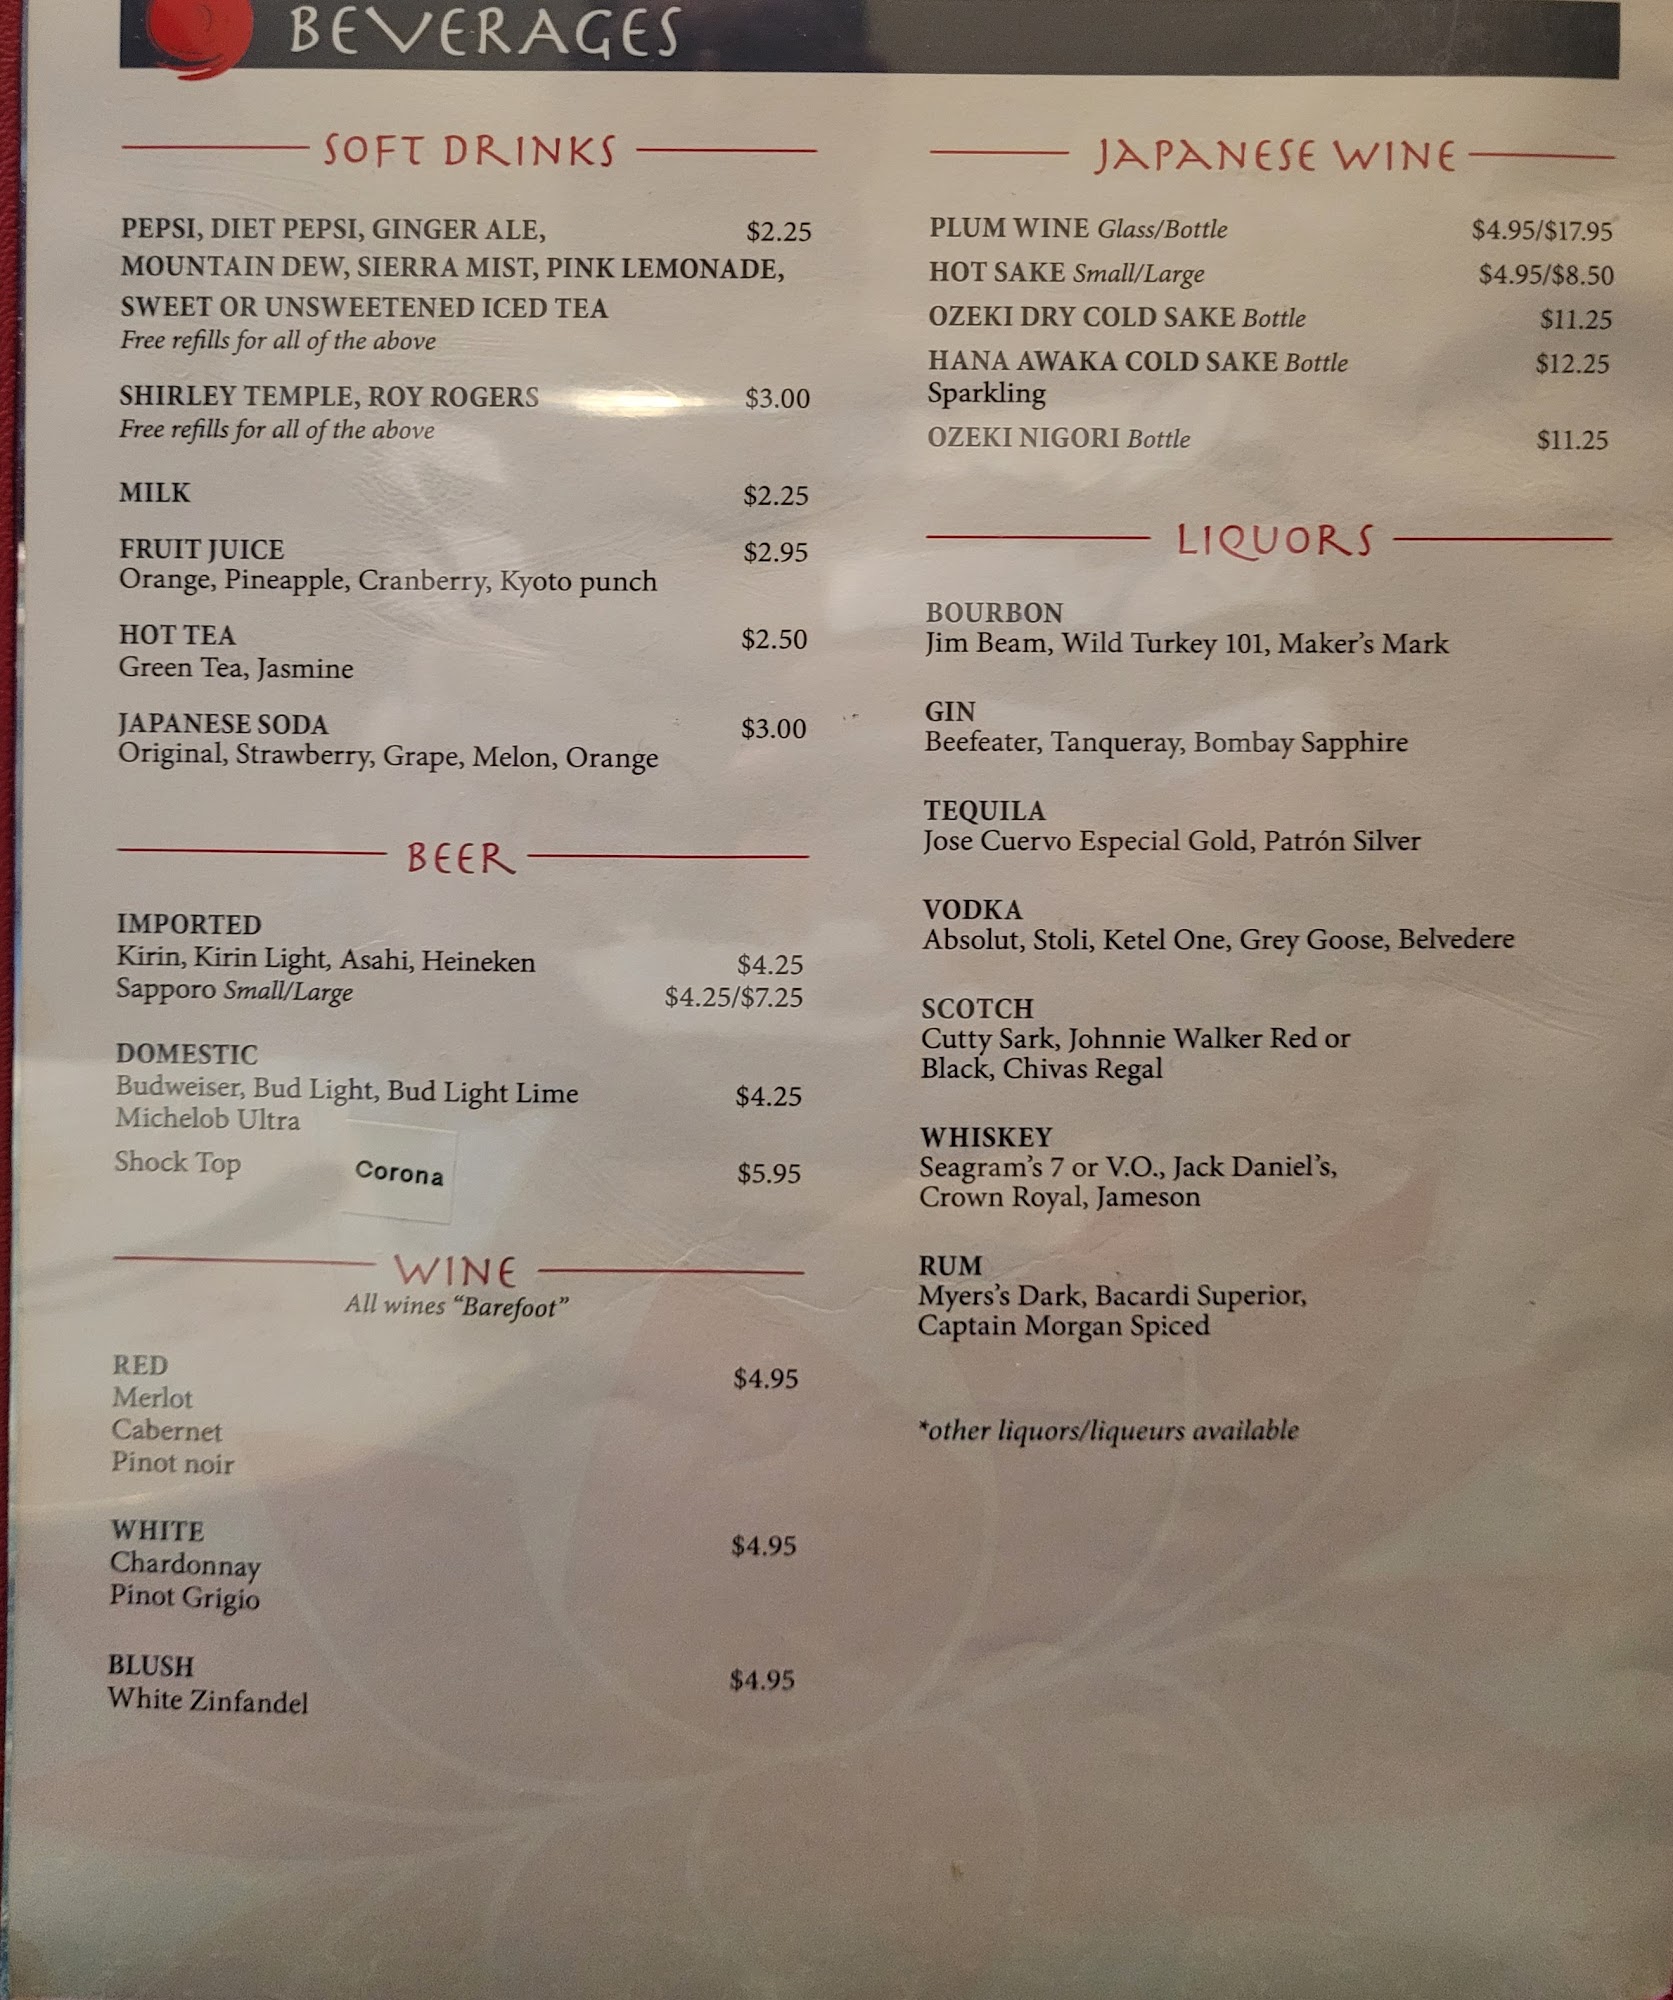 BEVERAGES
SOFT DRINKS
PEPSI, DIET PEPSI, GINGER ALE, $2.25
MOUNTAIN DEW, SIERRA MIST, PINK LEMONADE,
SWEET OR UNSWEETENED ICED TEA
Free refills for all of the above
SHIRLEY TEMPLE, ROY ROGERS $3.00
Free refills for all of the above
MILK $2.25
FRUIT JUICE $2.95
Orange, Pineapple, Cranberry, Kyoto punch
HOT TEA $2.50
Green Tea, Jasmine
JAPANESE SODA $3.00
Original, Strawberry, Grape, Melon, Orange
BEER
IMPORTED
Kirin, Kirin Light, Asahi, Heineken $4.25
Sapporo Small/Large $4.25/$7.25
DOMESTIC
Budweiser, Bud Light, Bud Light Lime $4.25
Michelob Ultra
Shock Top Corona $5.95
WINE
All wines “Barefoot”
RED $4.95
Merlot
Cabernet
Pinot noir
WHITE $4.95
Chardonnay
Pinot Grigio
BLUSH $4.95
White Zinfandel
JAPANESE WINE
PLUM WINE Glass/Bottle $4.95/$17.95
HOT SAKE Small/Large $4.95/$8.50
OZEKI DRY COLD SAKE Bottle $11.25
HANA AWAKA COLD SAKE Bottle $12.25
Sparkling
OZEKI NIGORI Bottle $11.25
LIQUORS
BOURBON
Jim Beam, Wild Turkey 101, Maker’s Mark
GIN
Beefeater, Tanqueray, Bombay Sapphire
TEQUILA
Jose Cuervo Especial Gold, Patrón Silver
VODKA
Absolut, Stoli, Ketel One, Grey Goose, Belvedere
SCOTCH
Cutty Sark, Johnnie Walker Red or
Black, Chivas Regal
WHISKEY
Seagram’s 7 or V.O., Jack Daniel’s,
Crown Royal, Jameson
RUM
Myers’s Dark, Bacardi Superior,
Captain Morgan Spiced
*other liquors/liqueurs available